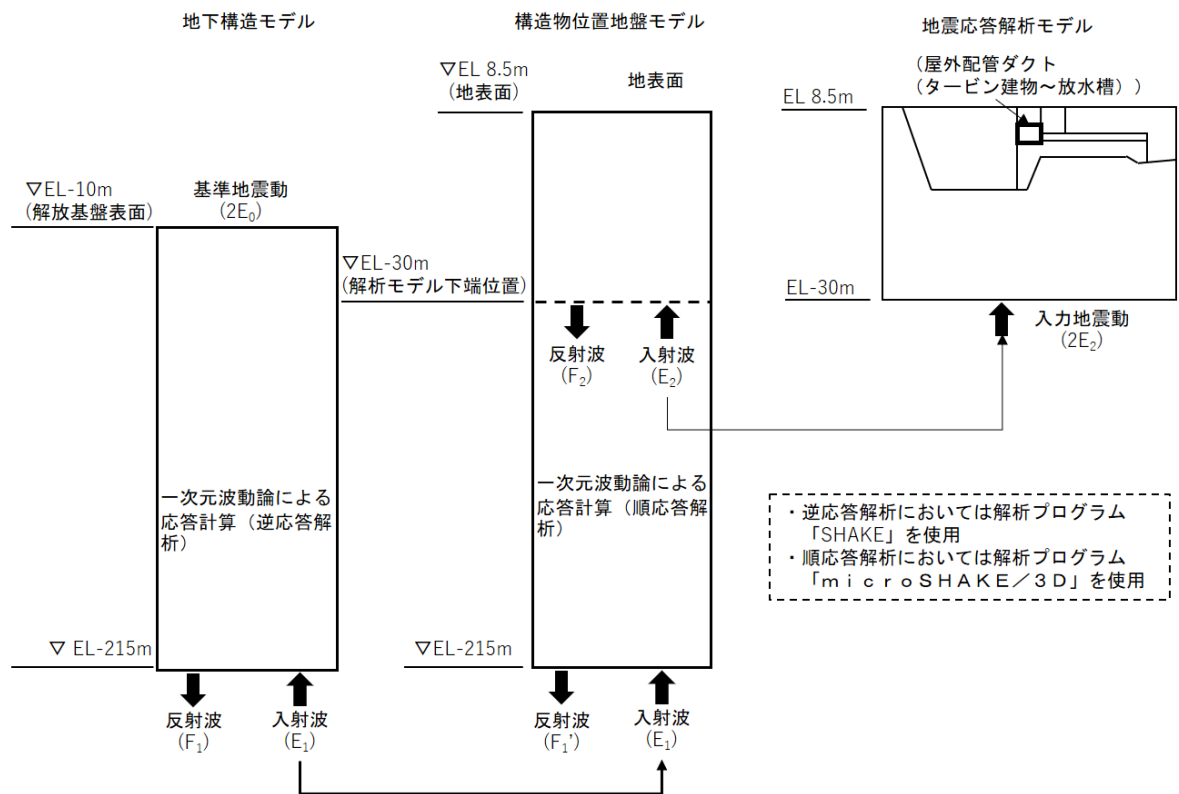 地下構造モデル
▽EL-10m
(解放基盤表面)
基準地震動
(2E₀)
一次元波動論による
応答計算（逆応答解
析）
▽ EL-215m
反射波
(F₁)
入射波
(E₁)
構造物位置地盤モデル
▽EL 8.5m
(地表面)
地表面
▽EL-30m
(解析モデル下端位置)
反射波
(F₂)
入射波
(E₂)
一次元波動論による
応答計算（順応答解
析）
▽EL-215m
反射波
(F₁')
入射波
(E₁)
地震応答解析モデル
（屋外配管ダクト
（タービン建物～放水槽））
EL 8.5m
EL-30m
入力地震動
(2E₂)
・逆応答解析においては解析プログラム
「SHAKE」を使用
・順応答解析においては解析プログラム
「ｍｉｃｒｏSHAKE／３Ｄ」を使用